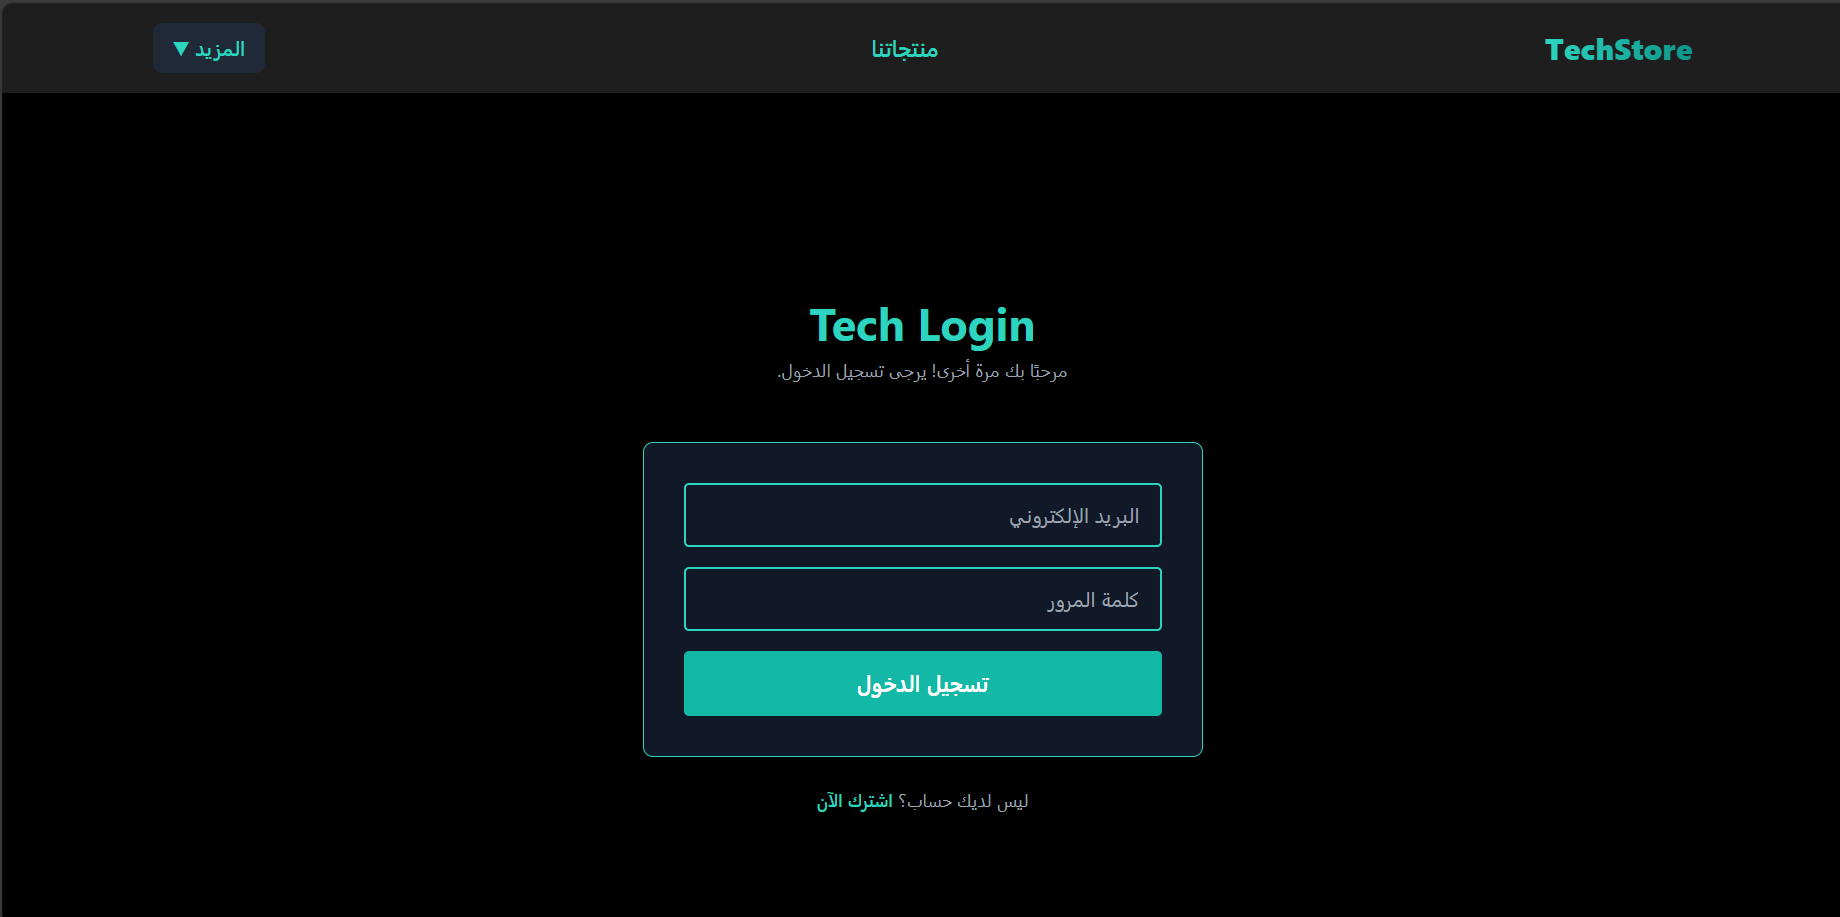 TechStore
منتجاتنا
المزيد ▼
Tech Login
مرحبًا بك مرة أخرى! يرجى تسجيل الدخول.
البريد الإلكتروني
كلمة المرور
تسجيل الدخول
ليس لديك حساب؟ اشترك الآن